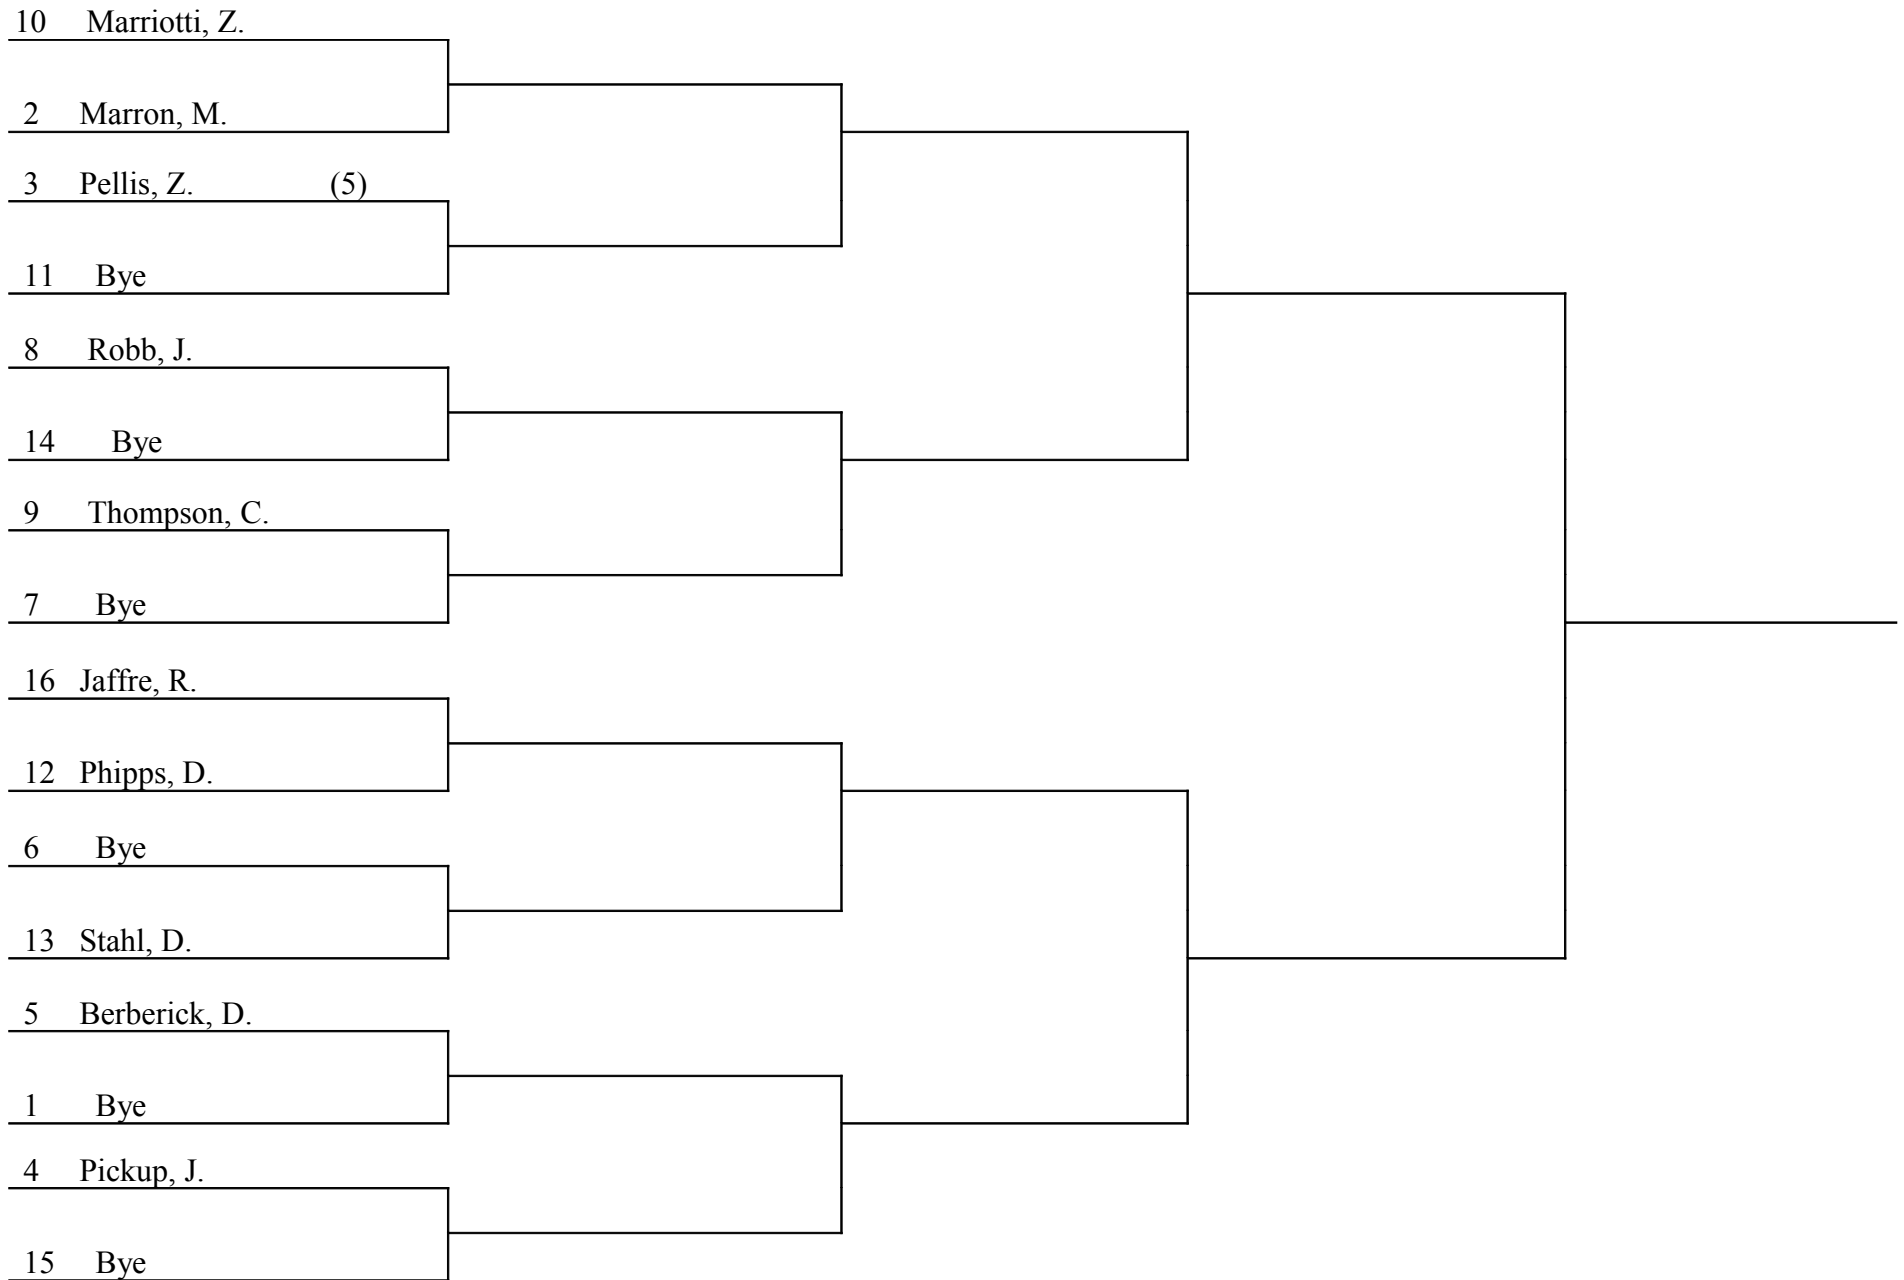 10 Marriotti, Z.
2 Marron, M.
3 Pellis, Z. (5)
11 Bye
8 Robb, J.
14 Bye
9 Thompson, C.
7 Bye
16 Jaffre, R.
12 Phipps, D.
6 Bye
13 Stahl, D.
5 Berberick, D.
1 Bye
4 Pickup, J.
15 Bye